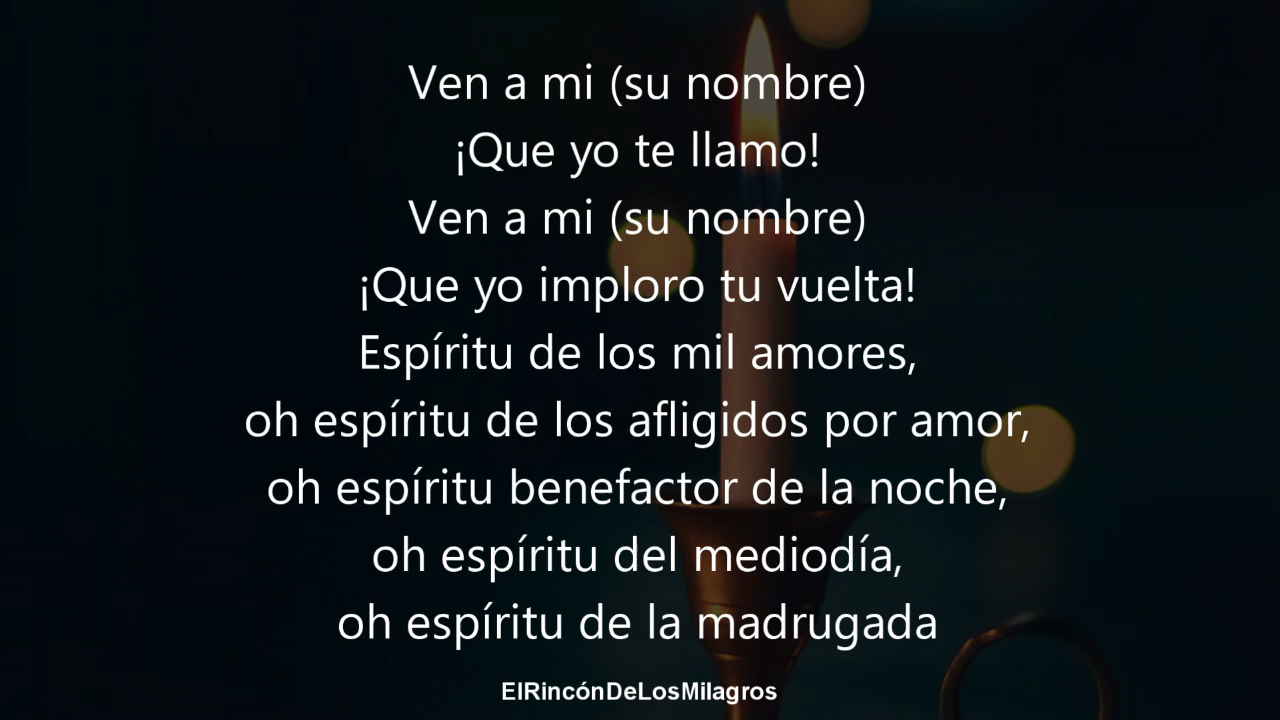 Ven a mi (su nombre)
¡Que yo te llamo!
Ven a mi (su nombre)
¡Que yo imploro tu vuelta!
Espíritu de los mil amores,
oh espíritu de los afligidos por amor,
oh espíritu benefactor de la noche,
oh espíritu del mediodía,
oh espíritu de la madrugada
ElRincónDeLosMilagros